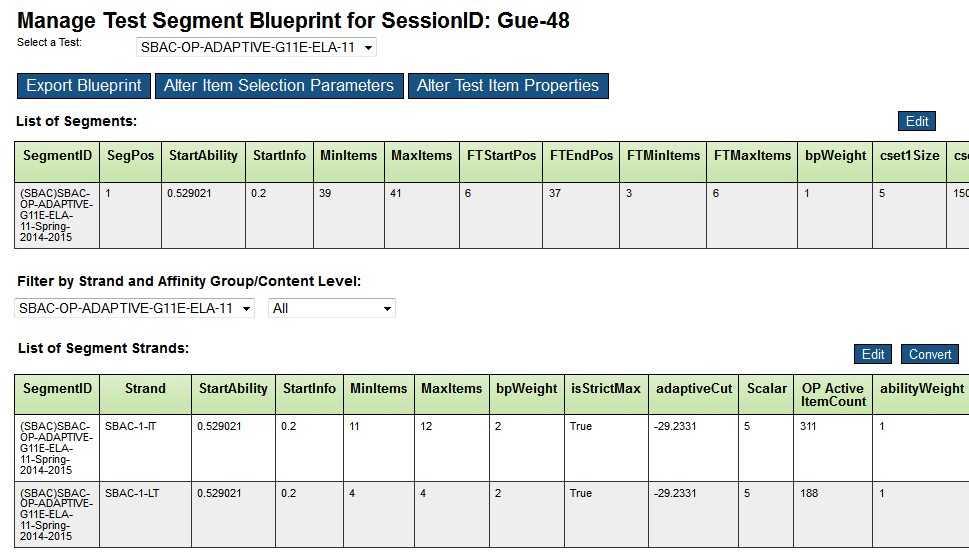 Manage Test Segment Blueprint for SessionID: Gue-48
Select a Test: SBAC-OP-ADAPTIVE-G11E-ELA-11
Export Blueprint Alter Item Selection Parameters Alter Test Item Properties
List of Segments: Edit
SegmentID SegPos StartAbility StartInfo MinItems MaxItems FTStartPos FTEndPos FTMinItems FTMaxItems bpWeight cset1Size
(SBAC)SBAC- 1 0.529021 0.2 39 41 6 37 3 6 1 5 150
OP-ADAPTIVE-
G11E-ELA-
11-Spring-
2014-2015
Filter by Strand and Affinity Group/Content Level:
SBAC-OP-ADAPTIVE-G11E-ELA-11 All
List of Segment Strands: Edit Convert
SegmentID Strand StartAbility StartInfo MinItems MaxItems bpWeight isStrictMax adaptiveCut Scalar OP Active abilityWeight
ItemCount
(SBAC)SBAC- SBAC-1-IT 0.529021 0.2 11 12 2 True -29.2331 5 311 1
OP-ADAPTIVE-
G11E-ELA-
11-Spring-
2014-2015
(SBAC)SBAC- SBAC-1-LT 0.529021 0.2 4 4 2 True -29.2331 5 188 1
OP-ADAPTIVE-
G11E-ELA-
11-Spring-
2014-2015